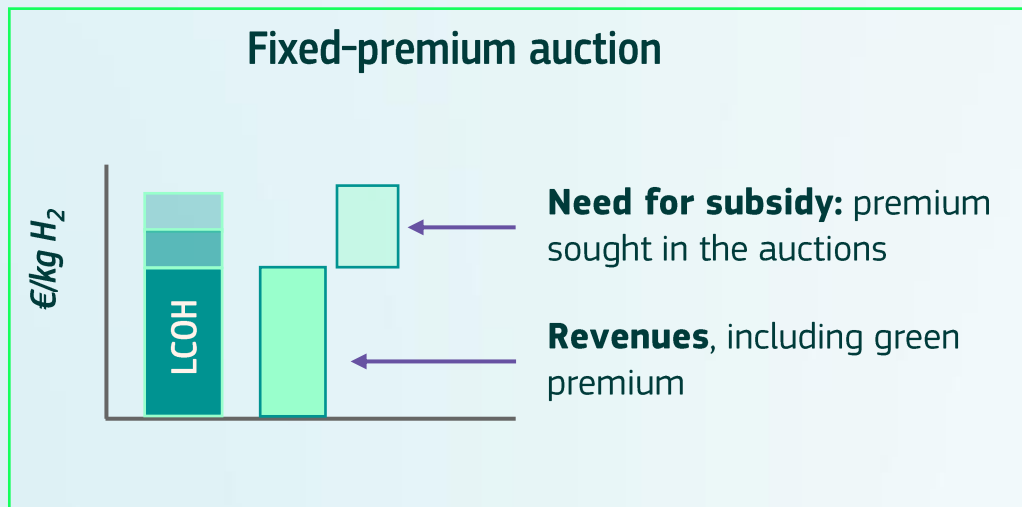 Fixed-premium auction
€/kg H₂
LCOH
Need for subsidy: premium
sought in the auctions
Revenues, including green
premium